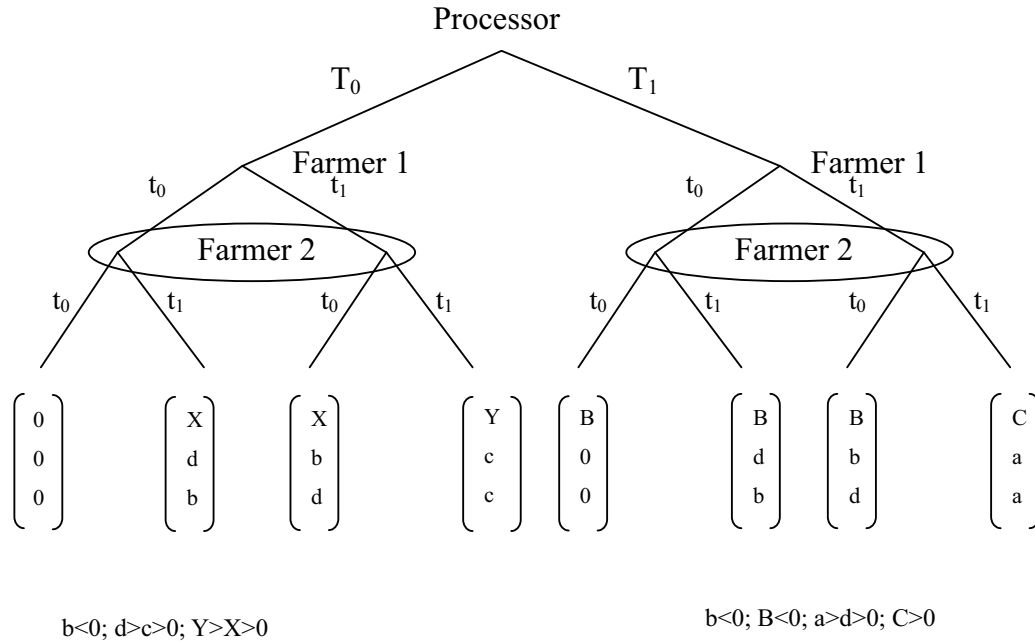 Processor
T₀ T₁
Farmer 1 Farmer 1
t₀ t₁ t₀ t₁
Farmer 2 Farmer 2
t₀ t₁ t₀ t₁ t₀ t₁ t₀ t₁
0 X X Y B B B C
0 d b c 0 d b a
0 b d c 0 b d a
b<0; d>c>0; Y>X>0 b<0; B<0; a>d>0; C>0